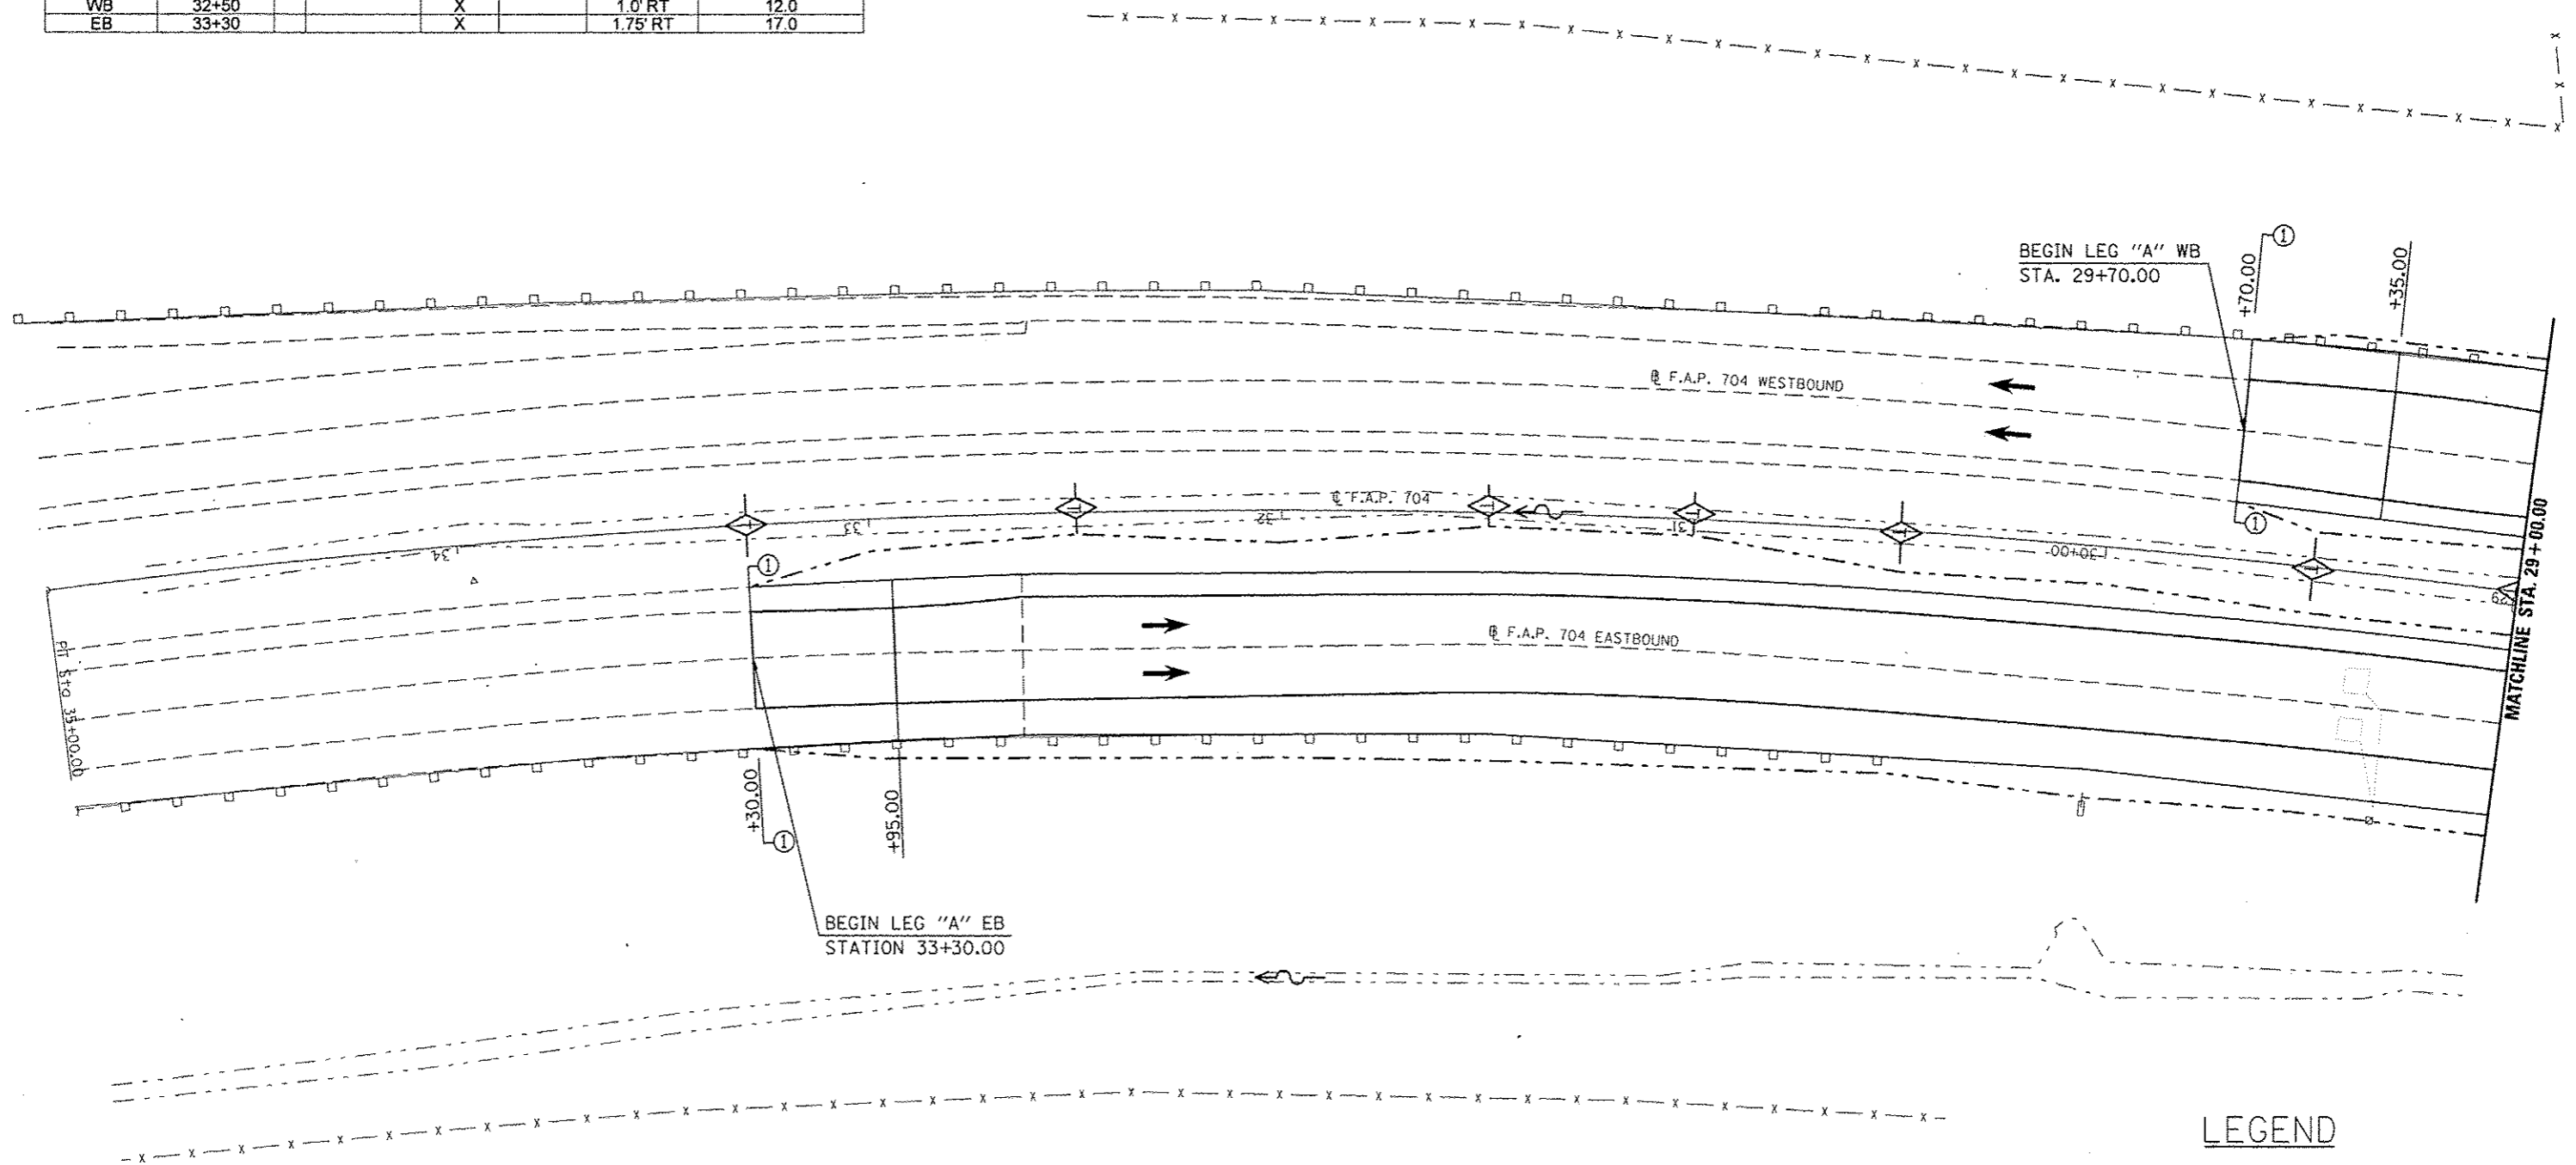 WB 32+50 X 1.0' RT 12.0
EB 33+30 X 1.75' RT 17.0
BEGIN LEG "A" WB
STA. 29+70.00
+70.00
1
+35.00
F.A.P. 704 WESTBOUND
℄ F.A.P. 704
34
33
32
31
30+00
29
1
1
F.A.P. 704 EASTBOUND
MATCHLINE STA. 29+00.00
PT Sta 35+00.00
+30.00
1
+95.00
BEGIN LEG "A" EB
STATION 33+30.00
LEGEND